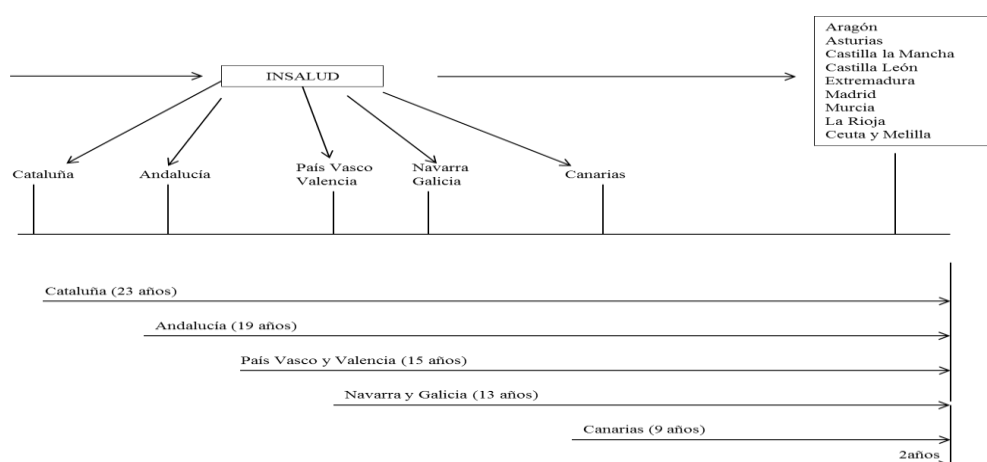 Aragón
Asturias
Castilla la Mancha
Castilla León
Extremadura
Madrid
Murcia
La Rioja
Ceuta y Melilla
INSALUD
Cataluña
Andalucía
País Vasco
Valencia
Navarra
Galicia
Canarias
Cataluña (23 años)
Andalucía (19 años)
País Vasco y Valencia (15 años)
Navarra y Galicia (13 años)
Canarias (9 años)
2años